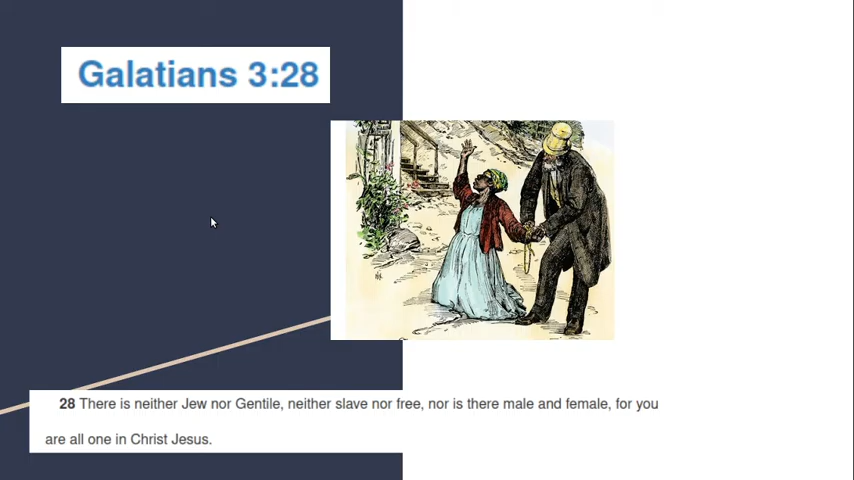 Galatians 3:28
28 There is neither Jew nor Gentile, neither slave nor free, nor is there male and female, for you
are all one in Christ Jesus.